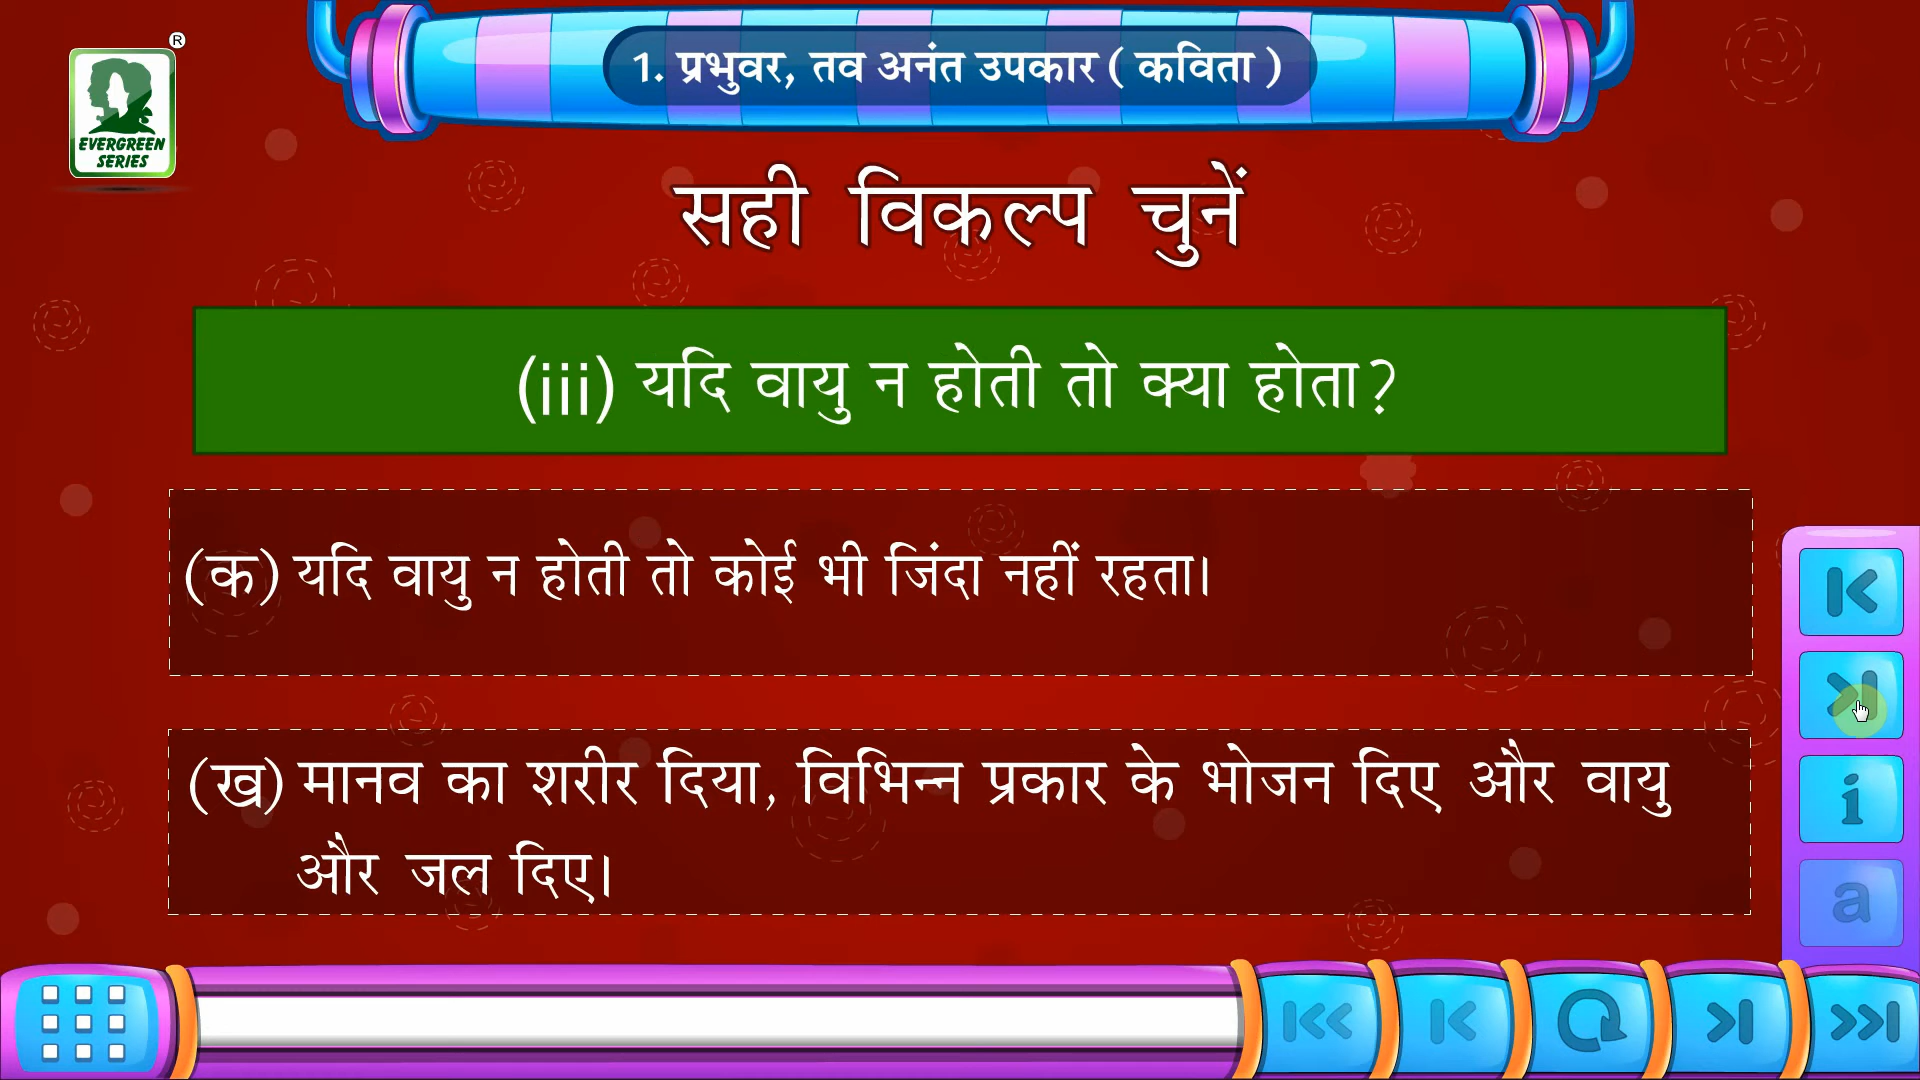 ®
EVERGREEN
SERIES
1. प्रभुवर, तव अनंत उपकार ( कविता )
सही विकल्प चुनें
(iii) यदि वायु न होती तो क्या होता?
(क) यदि वायु न होती तो कोई भी जिंदा नहीं रहता।
(ख) मानव का शरीर दिया, विभिन्न प्रकार के भोजन दिए और वायु
और जल दिए।
i
a